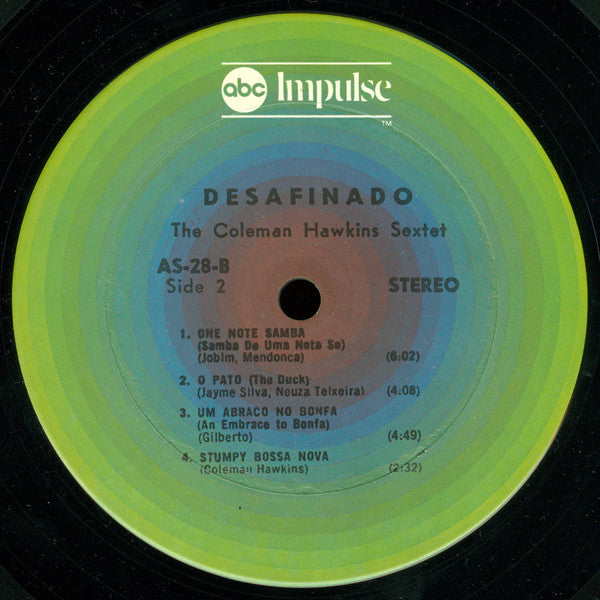 abc Impulse
TM
DESAFINADO
The Coleman Hawkins Sextet
AS-28-B
Side 2 STEREO
1. ONE NOTE SAMBA
(Samba De Uma Nota So)
(Jobim, Mendonca) (6:02)
2. O PATO (The Duck)
(Jayme Silva, Neuza Teixeira) (4:08)
3. UM ABRACO NO BONFA
(An Embrace to Bonfa)
(Gilberto) (4:49)
4. STUMPY BOSSA NOVA
(Coleman Hawkins) (2:32)